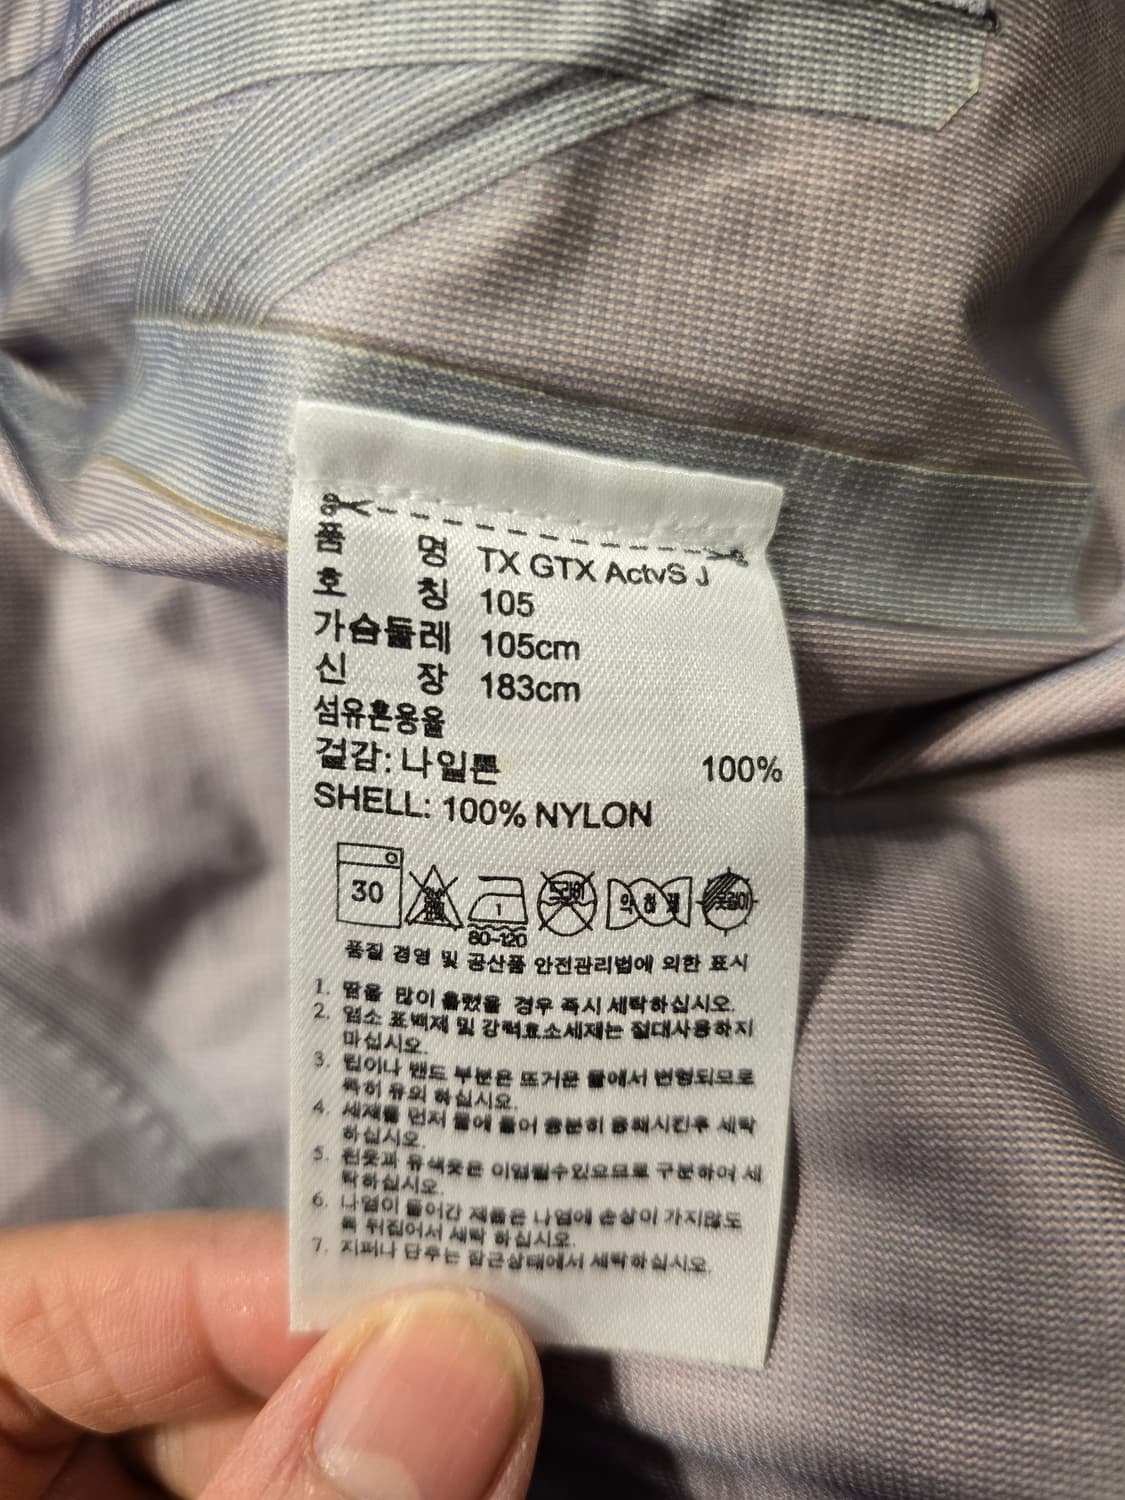 품 명 TX GTX ActvS J
호 칭 105
가슴둘레 105cm
신 장 183cm
섬유혼용율
겉감: 나일론 100%
SHELL: 100% NYLON
30
1
80~120
드라이
약 하 게
옷걸이
품질 경영 및 공산품 안전관리법에 의한 표시
1. 땀을 많이 흘렸을 경우 즉시 세탁하십시오.
2. 염소 표백제 및 강력효소세제는 절대사용하지
마십시오.
3. 립이나 밴드 부분은 뜨거운 물에서 변형되므로
특히 유의 하십시오.
4. 세제를 먼저 물에 풀어 충분히 용해시킨후 세탁
하십시오.
5. 흰옷과 유색옷은 이염될수있으므로 구분하여 세
탁하십시오.
6. 나염이 들어간 제품은 나염에 손상이 가지않도
록 뒤집어서 세탁 하십시오.
7. 지퍼나 단추는 잠근상태에서 세탁하십시오.